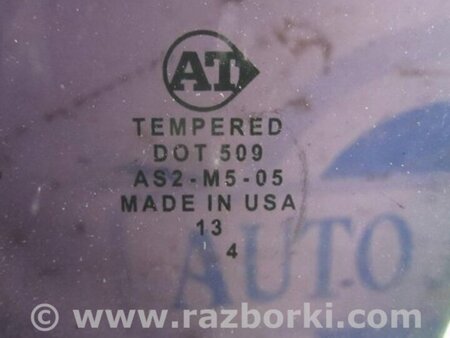 AT
TEMPERED
DOT 509
AS2-M5-05
MADE IN USA
13
4
AUTO
© www.razborki.com